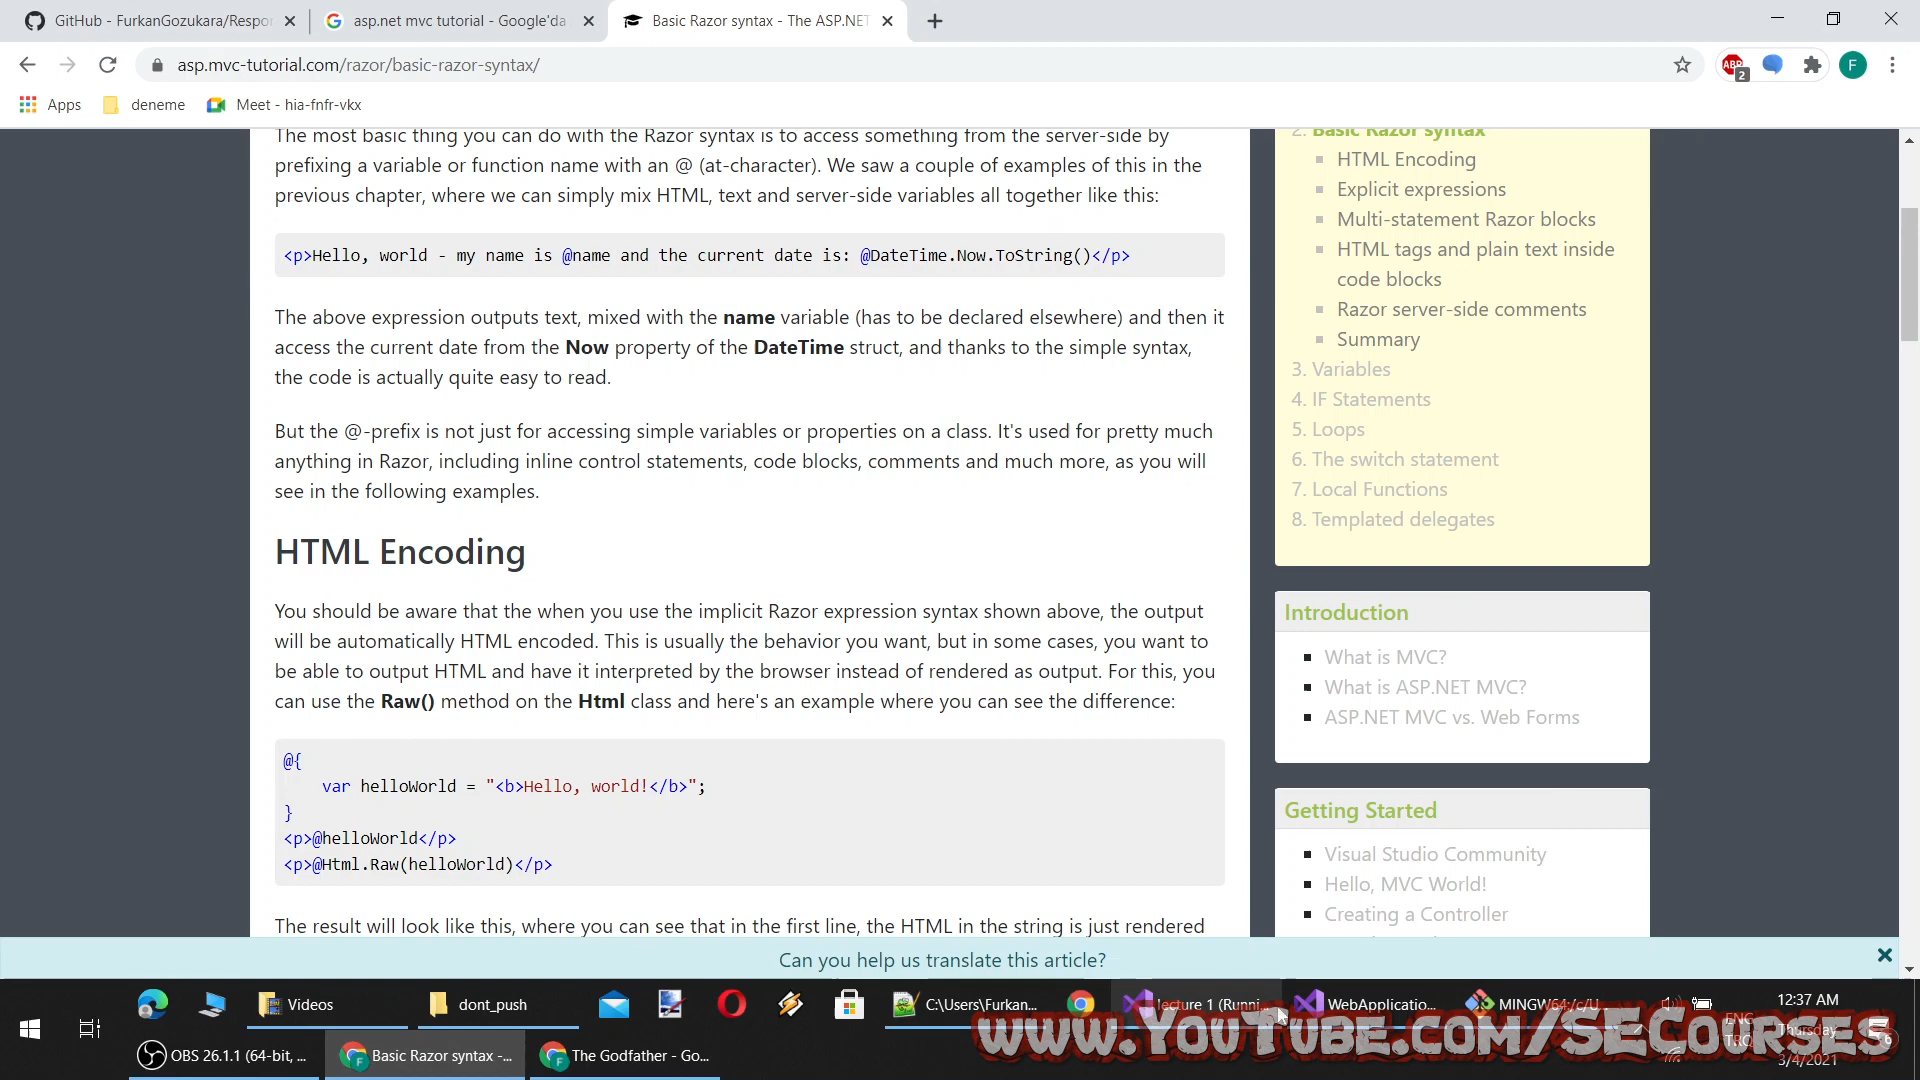 GitHub - FurkanGozukara/Respor
asp.net mvc tutorial - Google'da
Basic Razor syntax - The ASP.NET
asp.mvc-tutorial.com/razor/basic-razor-syntax/
ABP
2
F
Apps
deneme
Meet - hia-fnfr-vkx
The most basic thing you can do with the Razor syntax is to access something from the server-side by
prefixing a variable or function name with an @ (at-character). We saw a couple of examples of this in the
previous chapter, where we can simply mix HTML, text and server-side variables all together like this:
<p>Hello, world - my name is @name and the current date is: @DateTime.Now.ToString()</p>
The above expression outputs text, mixed with the name variable (has to be declared elsewhere) and then it
access the current date from the Now property of the DateTime struct, and thanks to the simple syntax,
the code is actually quite easy to read.
But the @-prefix is not just for accessing simple variables or properties on a class. It's used for pretty much
anything in Razor, including inline control statements, code blocks, comments and much more, as you will
see in the following examples.
HTML Encoding
You should be aware that the when you use the implicit Razor expression syntax shown above, the output
will be automatically HTML encoded. This is usually the behavior you want, but in some cases, you want to
be able to output HTML and have it interpreted by the browser instead of rendered as output. For this, you
can use the Raw() method on the Html class and here's an example where you can see the difference:
@{
var helloWorld = "<b>Hello, world!</b>";
}
<p>@helloWorld</p>
<p>@Html.Raw(helloWorld)</p>
The result will look like this, where you can see that in the first line, the HTML in the string is just rendered
2. Basic Razor syntax
HTML Encoding
Explicit expressions
Multi-statement Razor blocks
HTML tags and plain text inside
code blocks
Razor server-side comments
Summary
3. Variables
4. IF Statements
5. Loops
6. The switch statement
7. Local Functions
8. Templated delegates
Introduction
What is MVC?
What is ASP.NET MVC?
ASP.NET MVC vs. Web Forms
Getting Started
Visual Studio Community
Hello, MVC World!
Creating a Controller
Can you help us translate this article?
Videos
dont_push
C:\Users\Furkan...
lecture 1 (Runni...
WebApplicatio...
MINGW64:/c/U...
12:37 AM
OBS 26.1.1 (64-bit, ...
Basic Razor syntax -...
The Godfather - Go...
ENG
Thursday
TRQ
3/4/2021
www.YouTube.com/SECourses